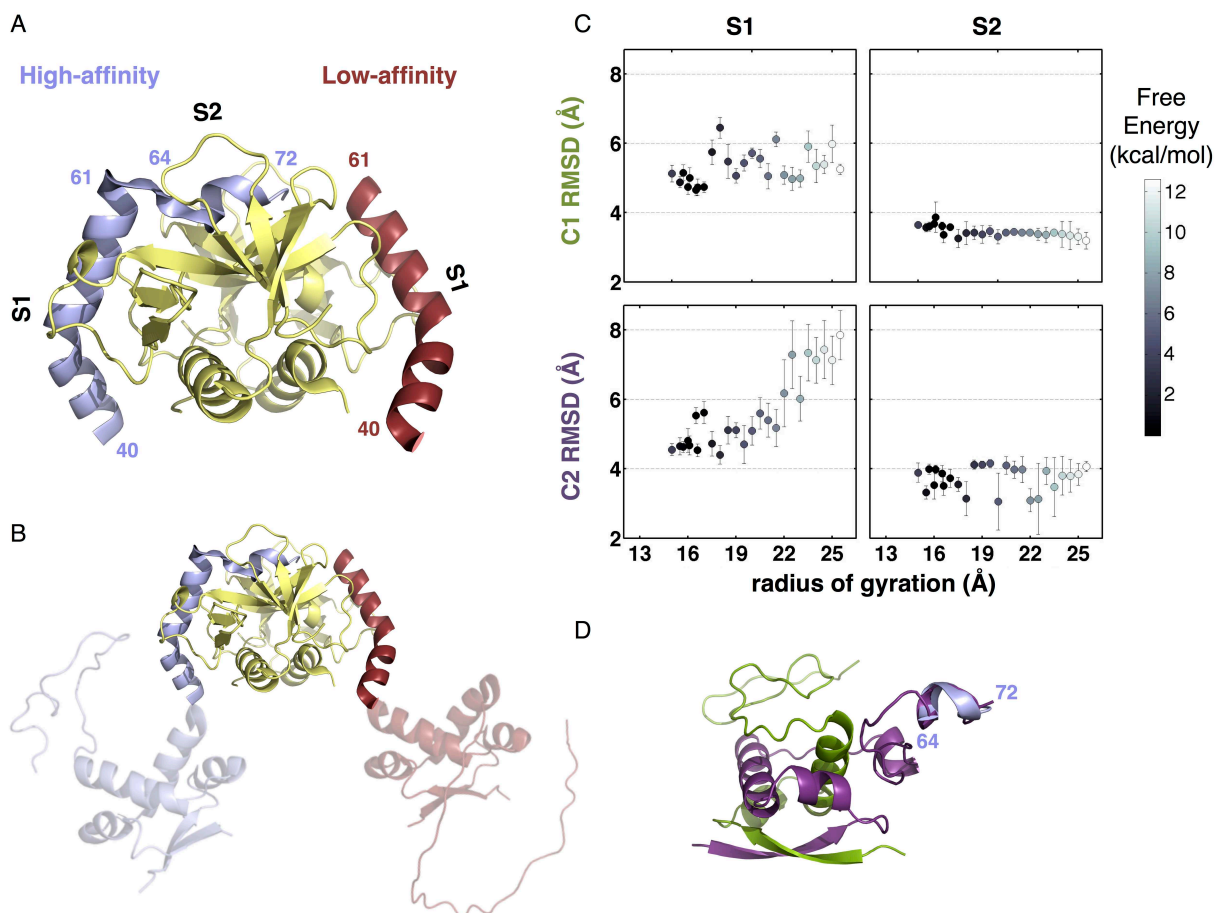 A
High-affinity
Low-affinity
S2
64
72
61
61
S1
S1
40
40
B
C
S1
S2
C1 RMSD (Å)
8
6
4
2
C2 RMSD (Å)
8
6
4
2
13 16 19 22 25
13 16 19 22 25
radius of gyration (Å)
Free
Energy
(kcal/mol)
12
10
8
6
4
2
D
72
64